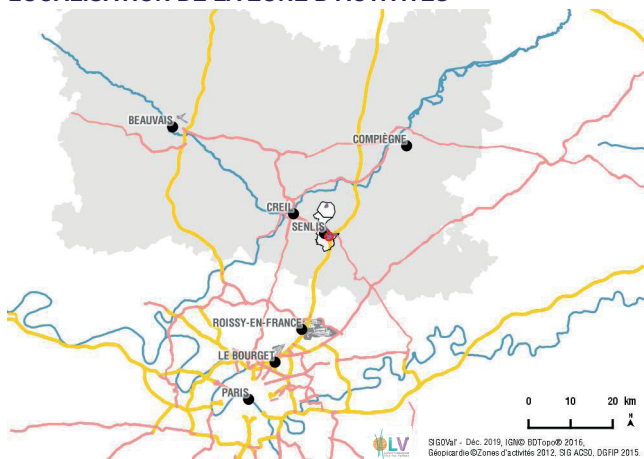 BEAUVAIS
COMPIÈGNE
CREIL
SENLIS
ROISSY-EN-FRANCE
LE BOURGET
PARIS
0 10 20 km
N
LV
SIGOVal - Déc. 2019, IGN© BDTopo® 2016,
Géopicardie ©Zones d'activités 2012, SIG ACSO, DGFIP 2015.